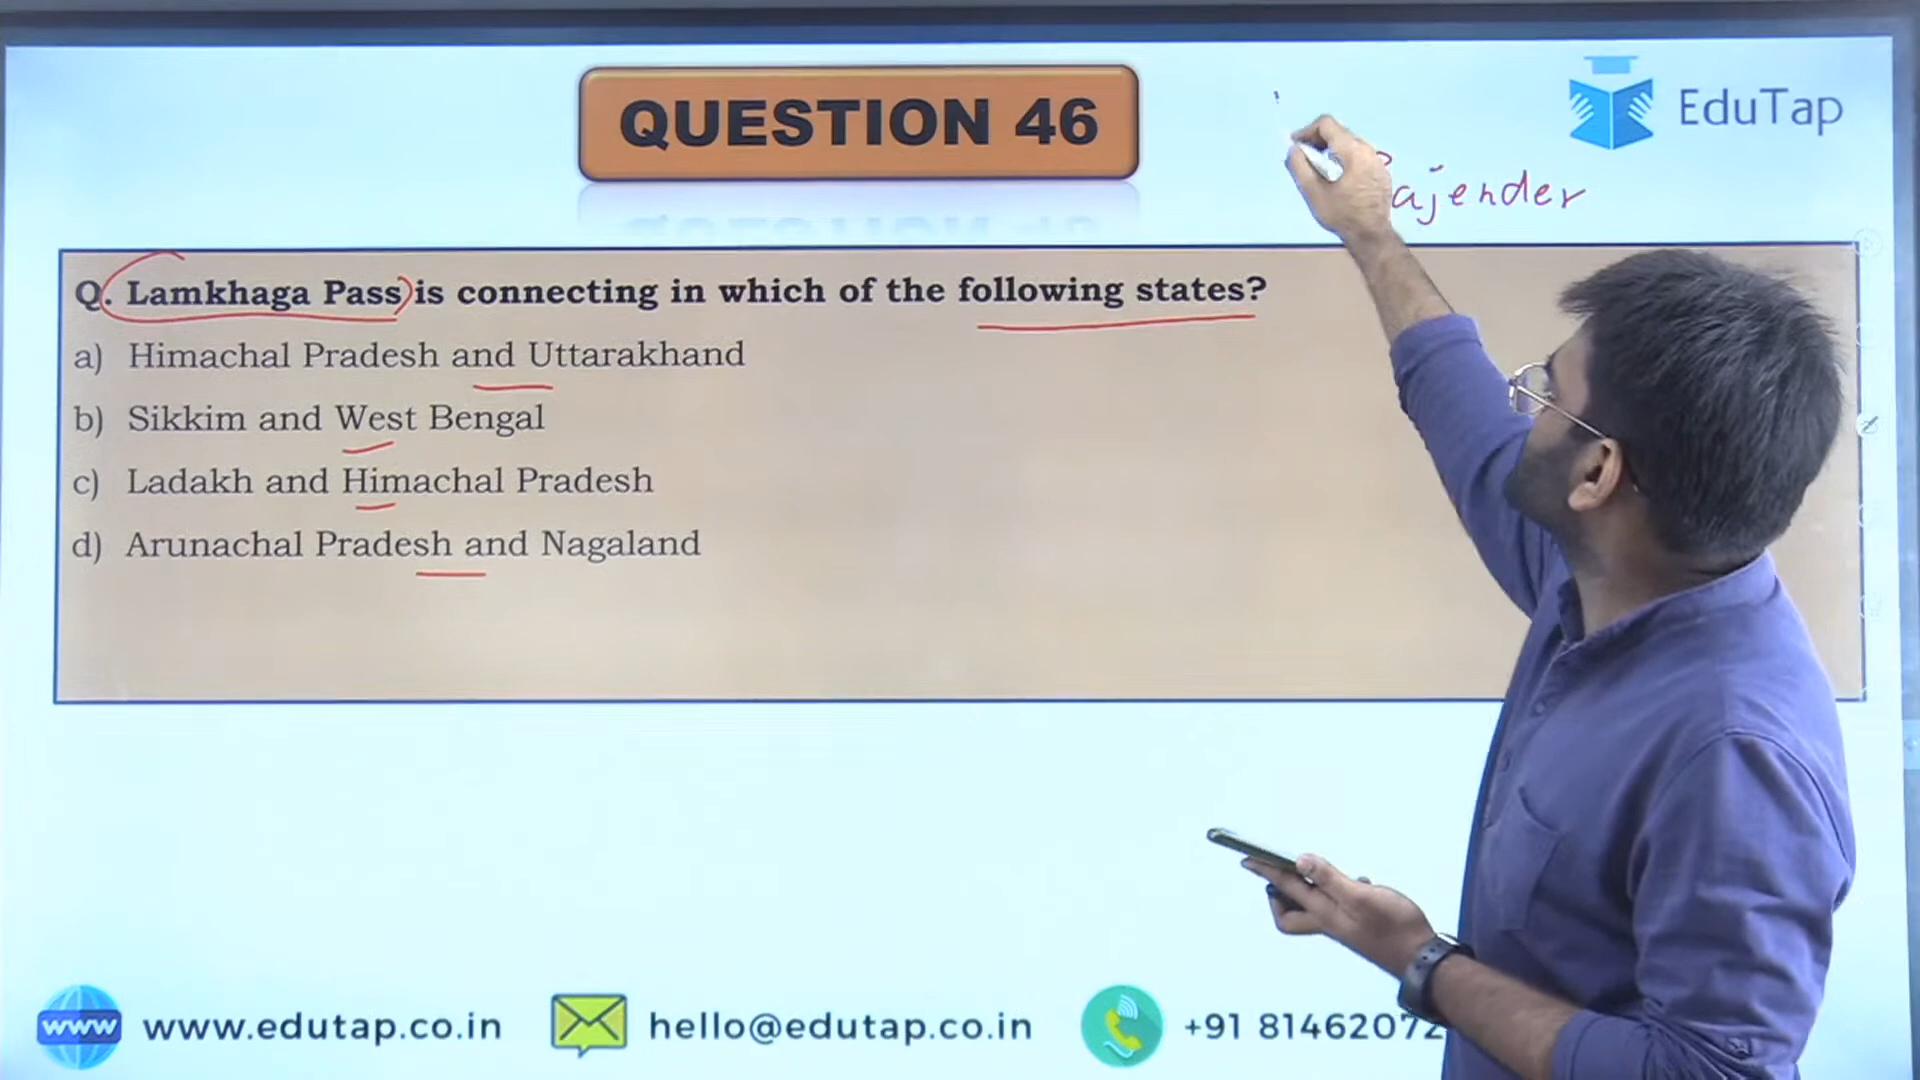 QUESTION 46
EduTap
ajender
Q. Lamkhaga Pass is connecting in which of the following states?
a) Himachal Pradesh and Uttarakhand
b) Sikkim and West Bengal
c) Ladakh and Himachal Pradesh
d) Arunachal Pradesh and Nagaland
www www.edutap.co.in hello@edutap.co.in +91 81462072